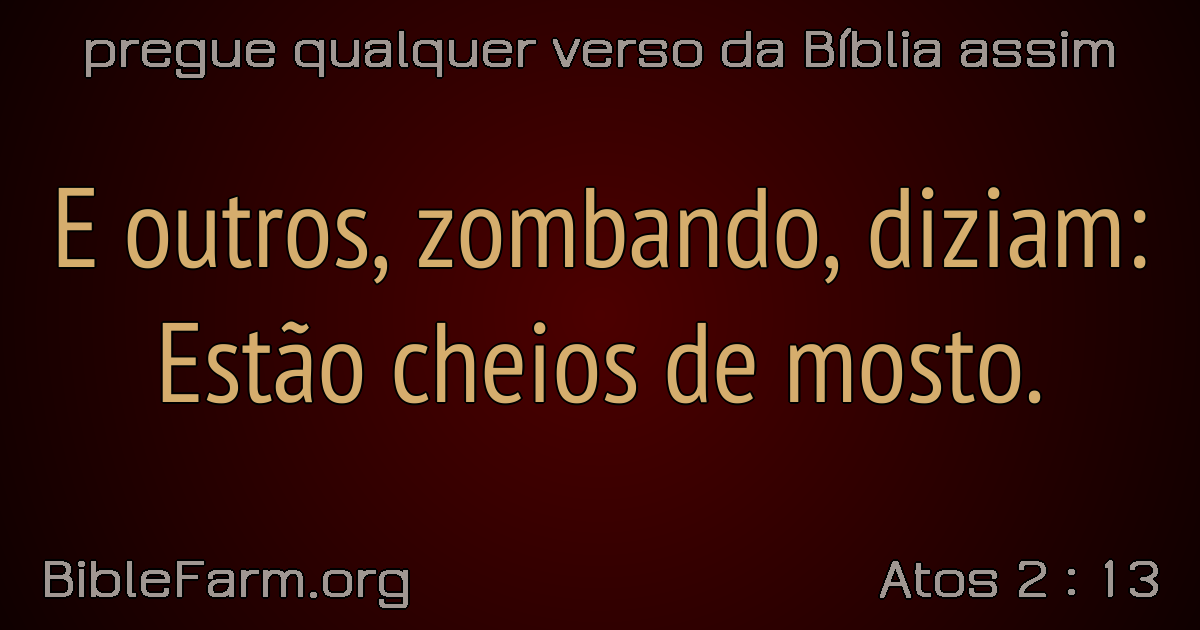 pregue qualquer verso da Bíblia assim
E outros, zombando, diziam:
Estão cheios de mosto.
BibleFarm.org
Atos 2 : 13